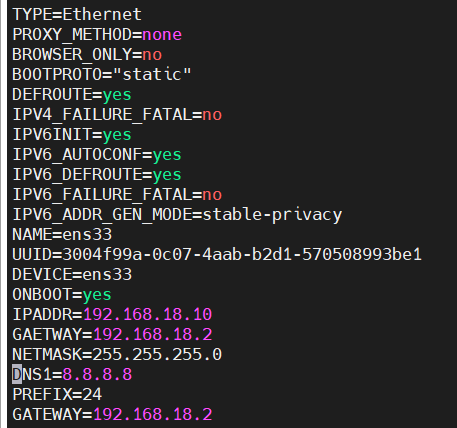 TYPE=Ethernet
PROXY_METHOD=none
BROWSER_ONLY=no
BOOTPROTO="static"
DEFROUTE=yes
IPV4_FAILURE_FATAL=no
IPV6INIT=yes
IPV6_AUTOCONF=yes
IPV6_DEFROUTE=yes
IPV6_FAILURE_FATAL=no
IPV6_ADDR_GEN_MODE=stable-privacy
NAME=ens33
UUID=3004f99a-0c07-4aab-b2d1-570508993be1
DEVICE=ens33
ONBOOT=yes
IPADDR=192.168.18.10
GAETWAY=192.168.18.2
NETMASK=255.255.255.0
DNS1=8.8.8.8
PREFIX=24
GATEWAY=192.168.18.2